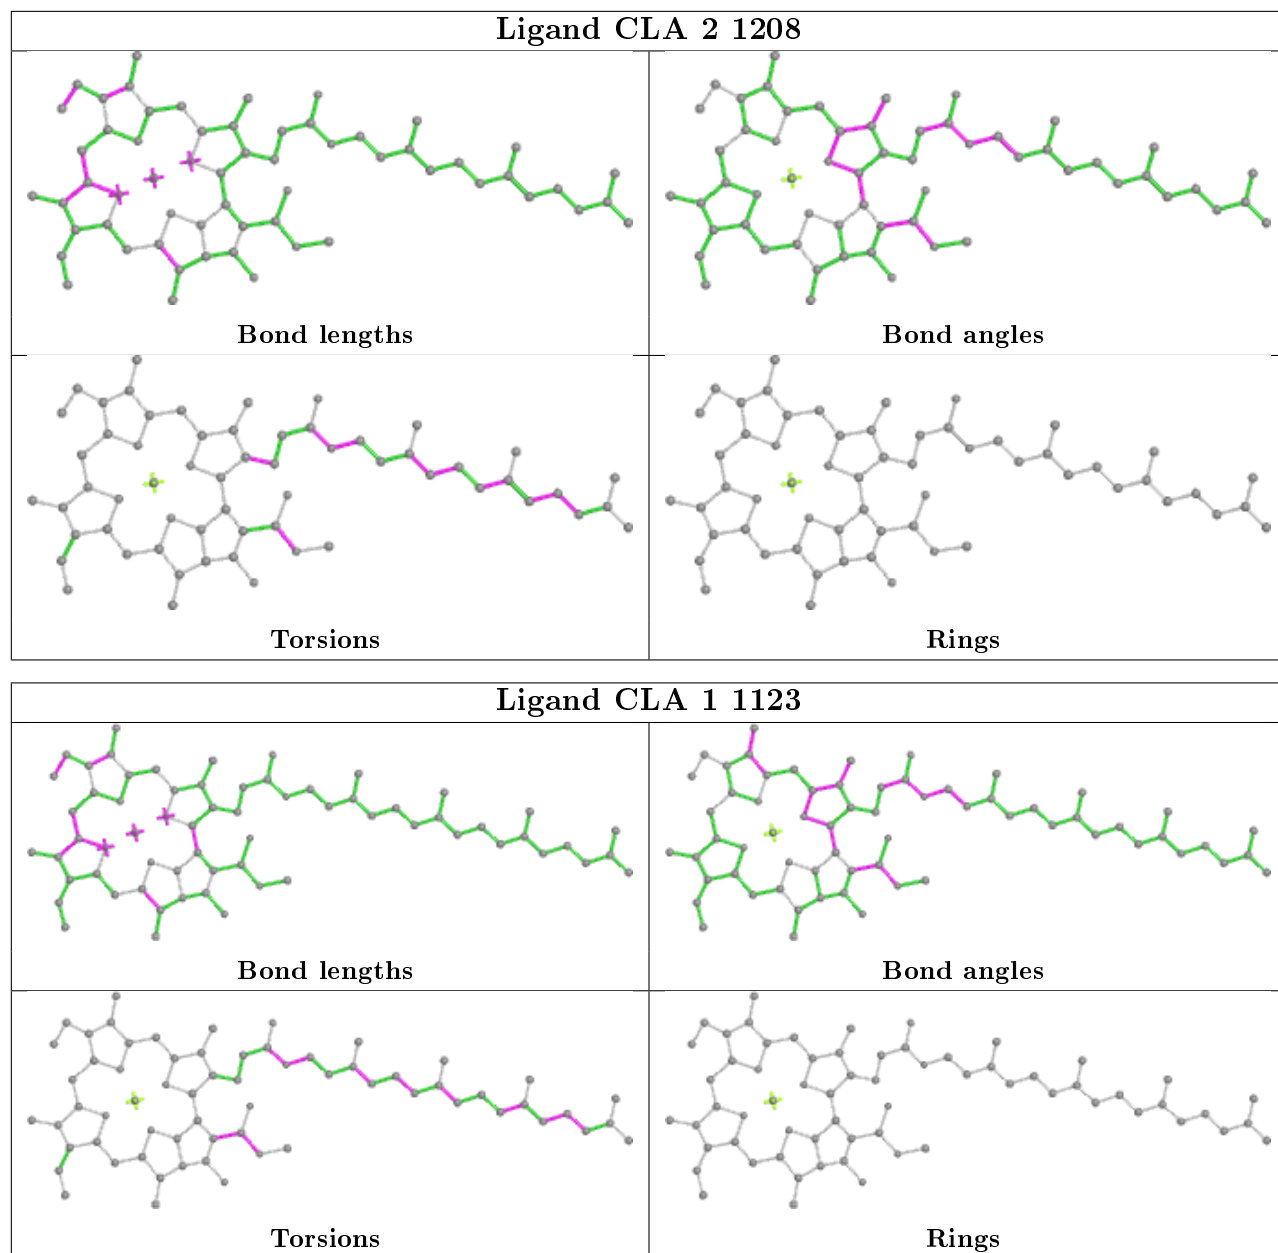 Ligand CLA 2 1208
Bond lengths
Bond angles
Torsions
Rings
Ligand CLA 1 1123
Bond lengths
Bond angles
Torsions
Rings